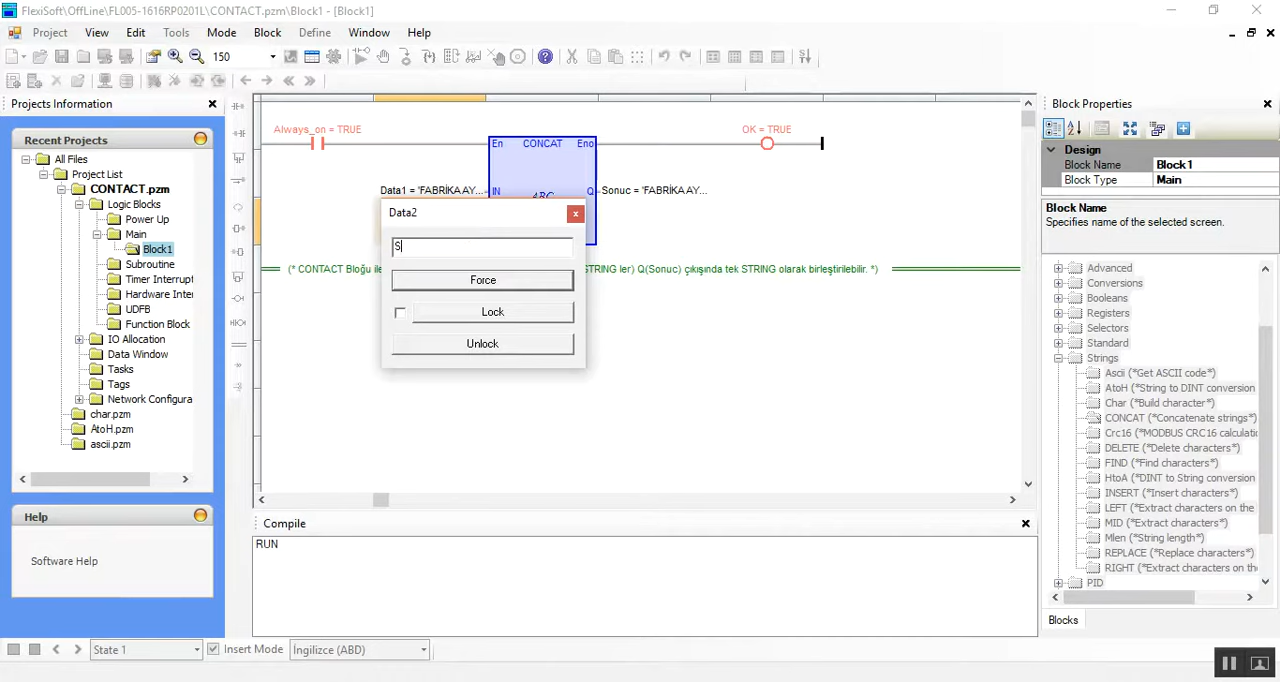 FlexiSoft\OffLine\FL005-1616RP0201L\CONTACT.pzm\Block1 - [Block1]
Project View Edit Tools Mode Block Define Window Help
150
Projects Information
Recent Projects
All Files
Project List
CONTACT.pzm
Logic Blocks
Power Up
Main
Block1
Subroutine
Timer Interrupt
Hardware Inter
UDFB
Function Block
IO Allocation
Data Window
Tasks
Tags
Network Configura
char.pzm
AtoH.pzm
ascii.pzm
Help
Software Help
Always_on = TRUE
OK = TRUE
En CONCAT Eno
Data1 = 'FABRİKA AY... IN
Q Sonuc = 'FABRİKA AY...
ABC
Data2
S
Force
Lock
Unlock
(* CONTACT Bloğu ile
STRING ler) Q(Sonuc) çıkışında tek STRING olarak birleştirilebilir. *)
Compile
RUN
Block Properties
Design
Block Name Block1
Block Type Main
Block Name
Specifies name of the selected screen.
Advanced
Conversions
Booleans
Registers
Selectors
Standard
Strings
Ascii (*Get ASCII code*)
AtoH (*String to DINT conversion
Char (*Build character*)
CONCAT (*Concatenate strings*)
Crc16 (*MODBUS CRC16 calculatio
DELETE (*Delete characters*)
FIND (*Find characters*)
HtoA (*DINT to String conversion
INSERT (*Insert characters*)
LEFT (*Extract characters on the
MID (*Extract characters*)
Mlen (*String length*)
REPLACE (*Replace characters*)
RIGHT (*Extract characters on the
PID
Blocks
State 1
Insert Mode
İngilizce (ABD)